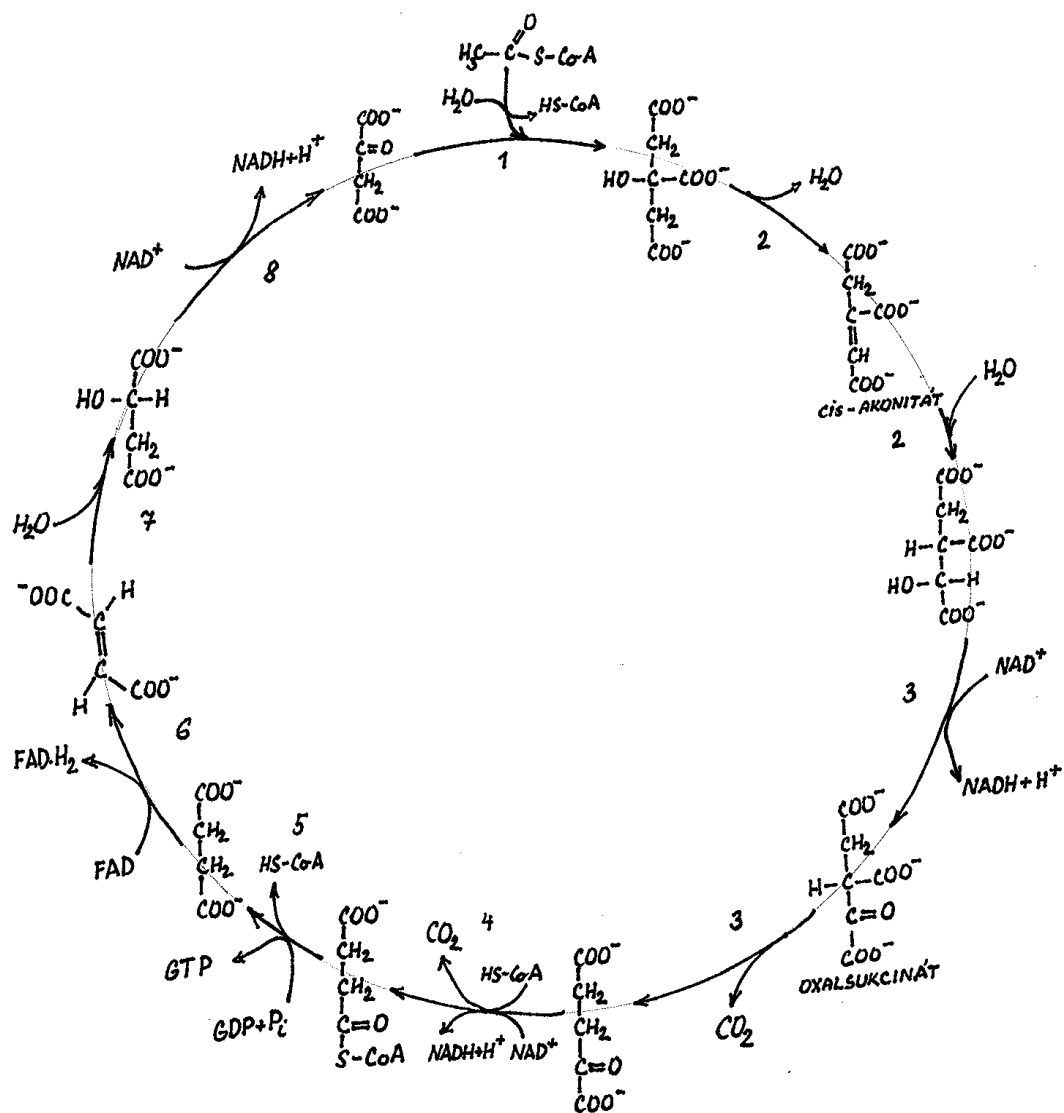 O
H3C-C-S-CoA
H2O
HS-CoA
1
COO-
C=O
CH2
COO-
COO-
CH2
HO-C-COO-
CH2
COO-
H2O
2
COO-
CH2
C-COO-
CH
COO-
cis-AKONITÁT
H2O
2
COO-
CH2
H-C-COO-
HO-C-H
COO-
NAD+
3
NADH+H+
COO-
CH2
H-C-COO-
C=O
COO-
OXALSUKCINÁT
3
CO2
COO-
CH2
CH2
C=O
COO-
4
CO2
HS-CoA
NADH+H+
NAD+
COO-
CH2
CH2
C=O
S-CoA
5
HS-CoA
GTP
GDP+Pi
COO-
CH2
CH2
COO-
6
FAD.H2
FAD
-OOC
H
C
C
H
COO-
7
H2O
COO-
HO-C-H
CH2
COO-
8
NAD+
NADH+H+